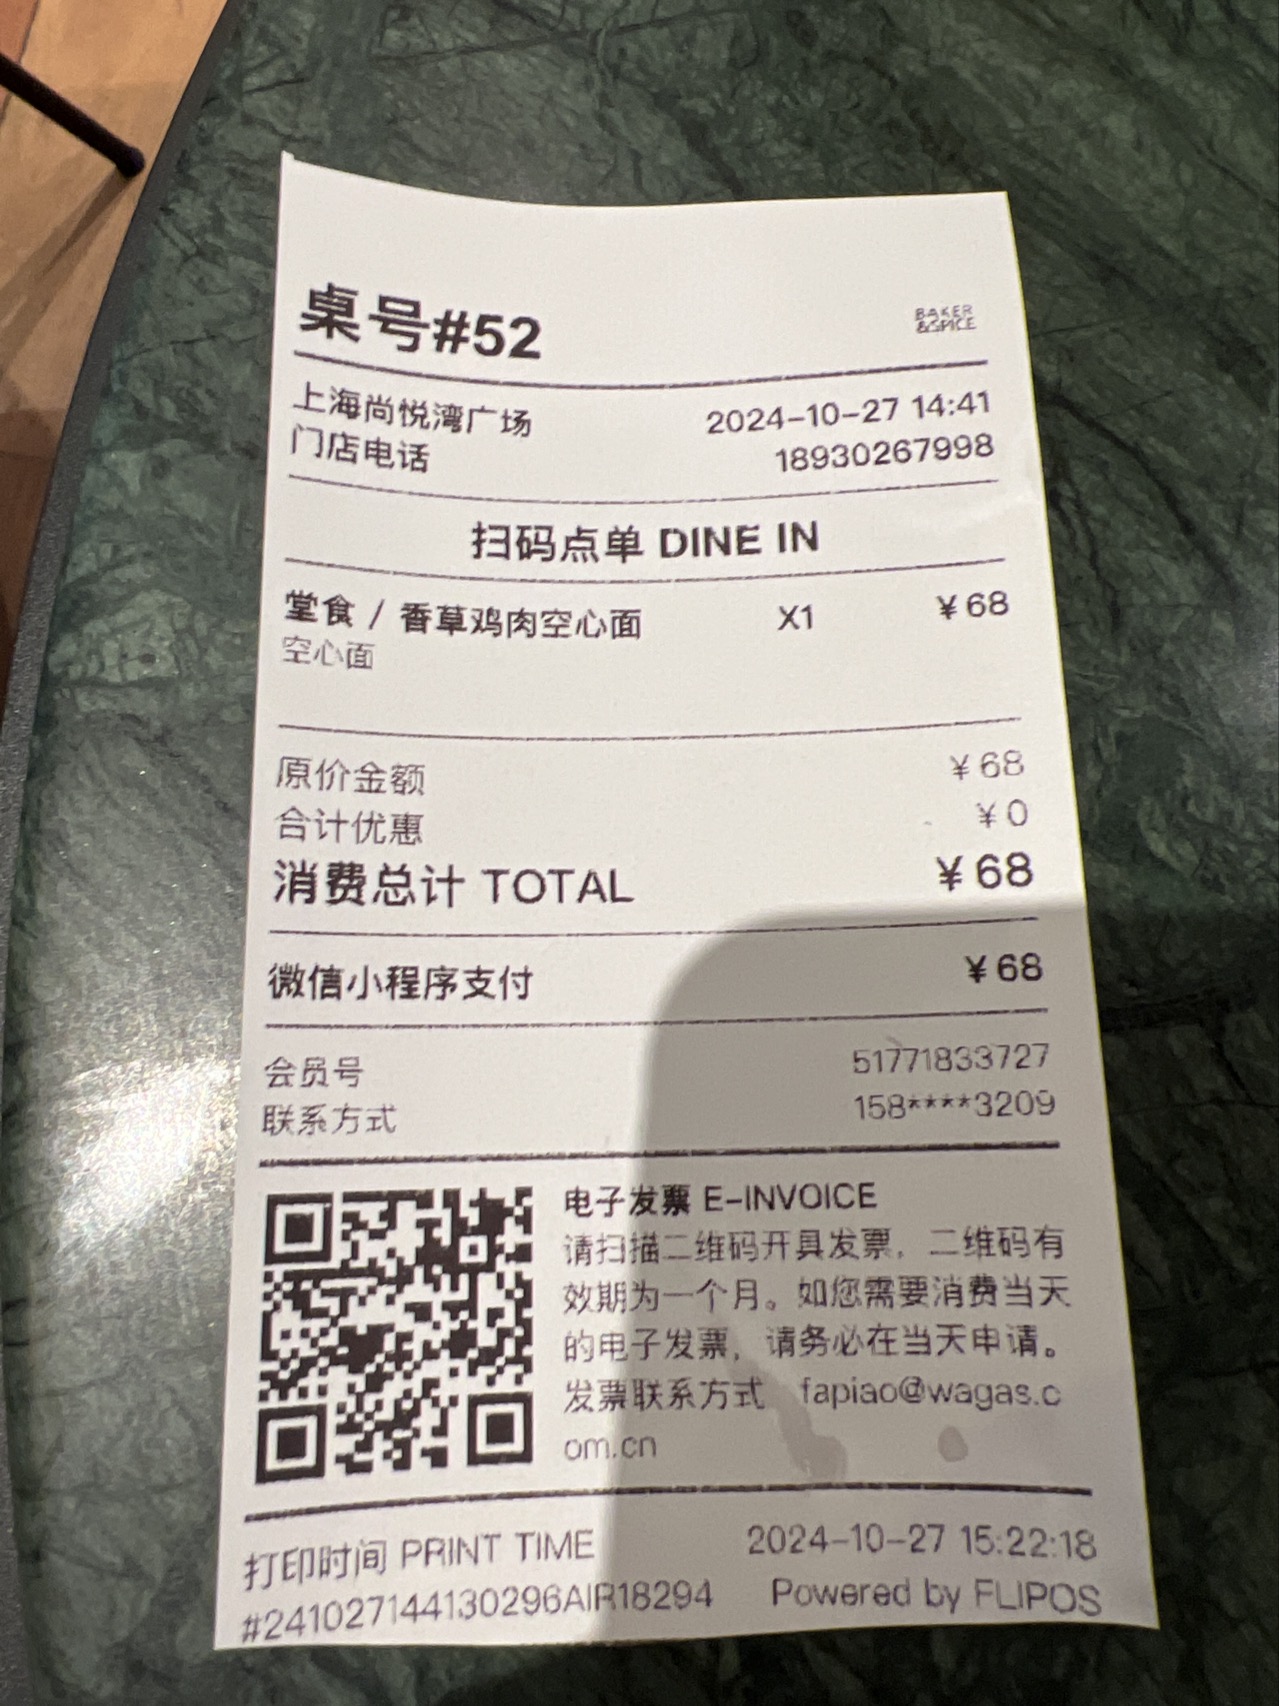 桌号#52
BAKER
&SPICE
上海尚悦湾广场 2024-10-27 14:41
门店电话 18930267998
扫码点单 DINE IN
堂食 / 香草鸡肉空心面 X1 ¥68
空心面
原价金额 ¥68
合计优惠 ¥0
消费总计 TOTAL ¥68
微信小程序支付 ¥68
会员号 51771833727
联系方式 158****3209
电子发票 E-INVOICE
请扫描二维码开具发票，二维码有
效期为一个月。如您需要消费当天
的电子发票，请务必在当天申请。
发票联系方式 fapiao@wagas.c
om.cn
打印时间 PRINT TIME 2024-10-27 15:22:18
#241027144130296AIR18294 Powered by FLIPOS